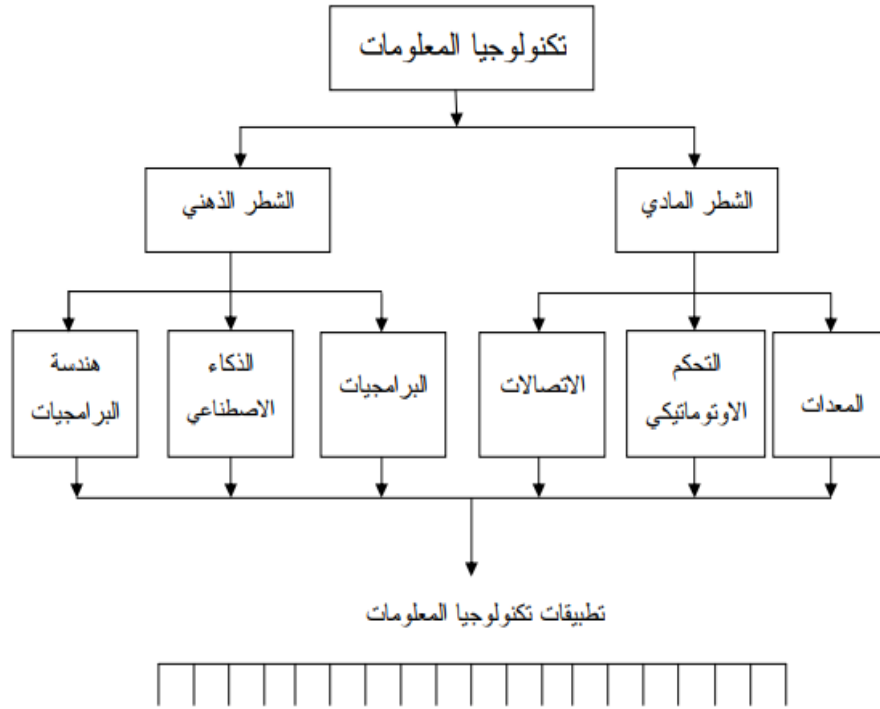 تكنولوجيا المعلومات
الشطر المادي
الشطر الذهني
المعدات
التحكم
الاوتوماتيكي
الاتصالات
البرامجيات
الذكاء
الاصطناعي
هندسة
البرامجيات
تطبيقات تكنولوجيا المعلومات